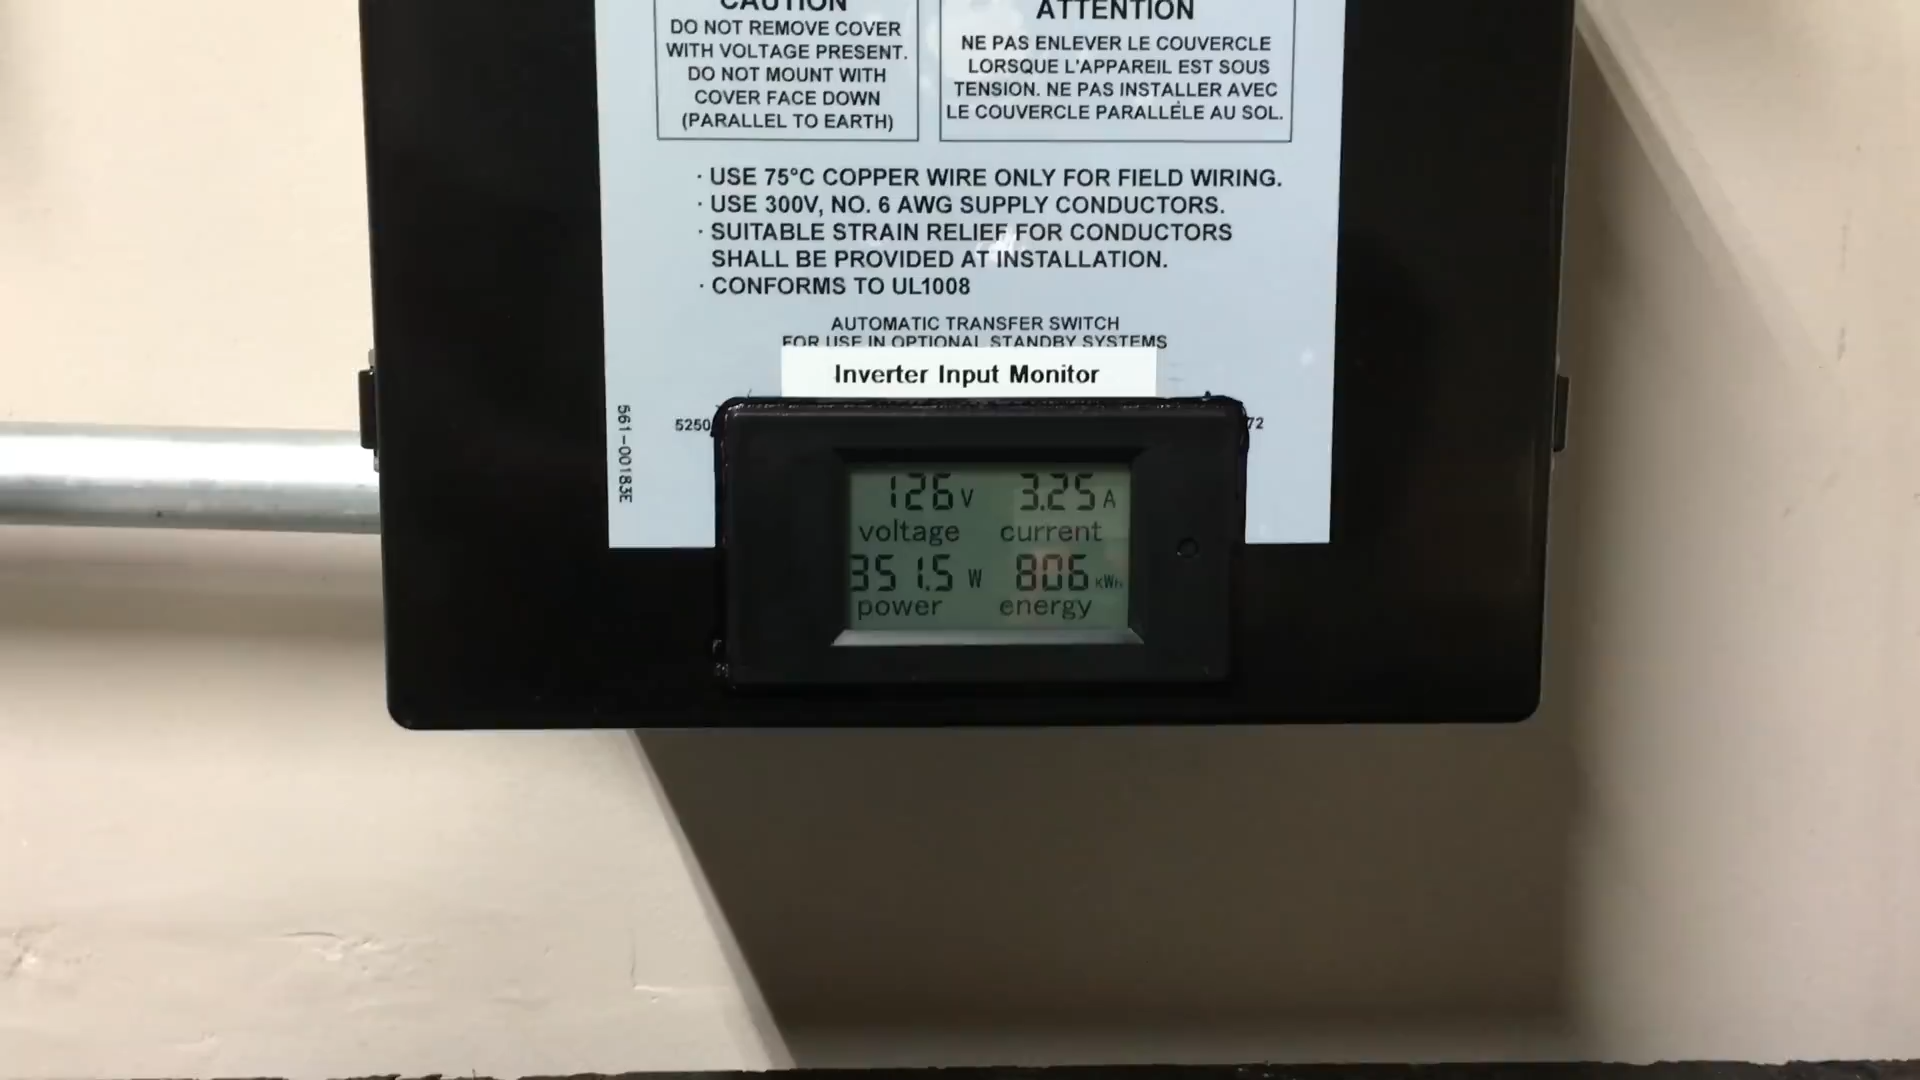 CAUTION
DO NOT REMOVE COVER
WITH VOLTAGE PRESENT.
DO NOT MOUNT WITH
COVER FACE DOWN
(PARALLEL TO EARTH)
ATTENTION
NE PAS ENLEVER LE COUVERCLE
LORSQUE L'APPAREIL EST SOUS
TENSION. NE PAS INSTALLER AVEC
LE COUVERCLE PARALLÉLE AU SOL.
· USE 75°C COPPER WIRE ONLY FOR FIELD WIRING.
· USE 300V, NO. 6 AWG SUPPLY CONDUCTORS.
· SUITABLE STRAIN RELIEF FOR CONDUCTORS
SHALL BE PROVIDED AT INSTALLATION.
· CONFORMS TO UL1008
AUTOMATIC TRANSFER SWITCH
FOR USE IN OPTIONAL STANDBY SYSTEMS
Inverter Input Monitor
561-00183E
5250
72
126 V 3.25 A
voltage current
351.5 W 806 kWh
power energy